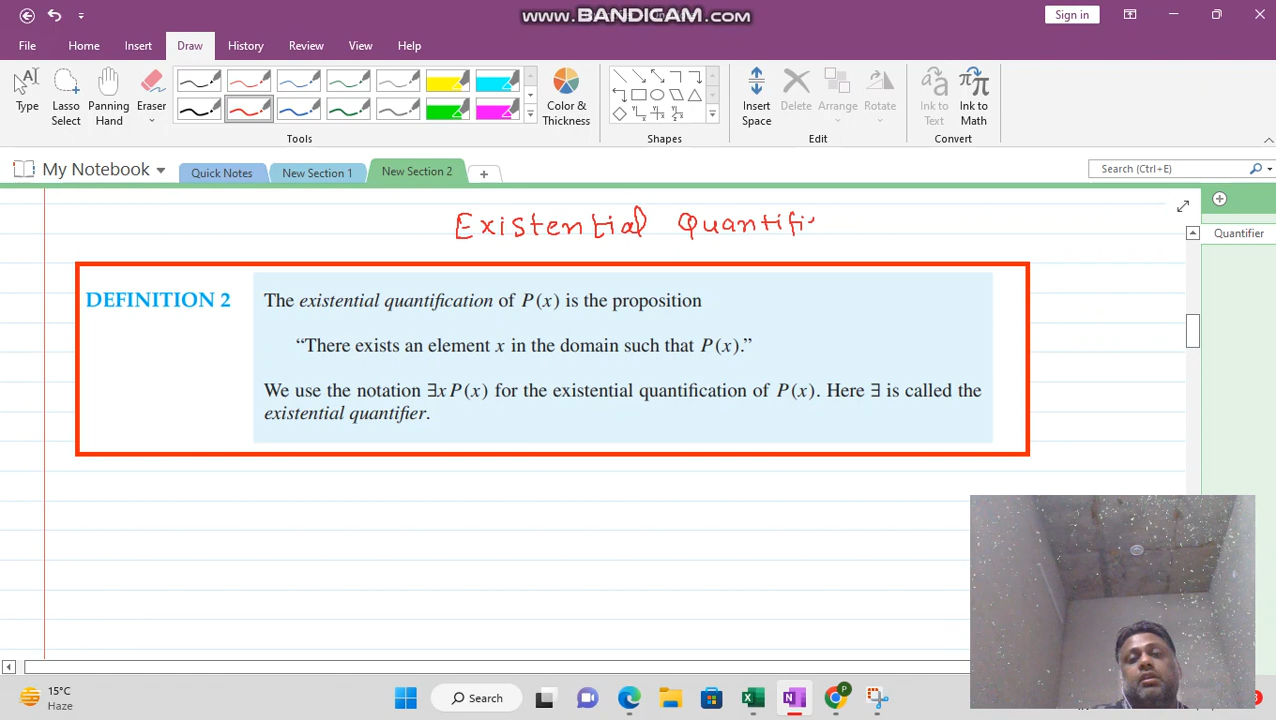 www.BANDICAM.com
Sign in
File Home Insert Draw History Review View Help
Type
Lasso Select
Panning Hand
Eraser
Color & Thickness
Insert Space
Delete
Arrange
Rotate
Ink to Text
Ink to Math
Tools
Shapes
Edit
Convert
My Notebook
Quick Notes
New Section 1
New Section 2
Search (Ctrl+E)
Quantifier
Existential Quantifi
DEFINITION 2
The existential quantification of P(x) is the proposition
“There exists an element x in the domain such that P(x).”
We use the notation ∃xP(x) for the existential quantification of P(x). Here ∃ is called the
existential quantifier.
15°C
Haze
Search